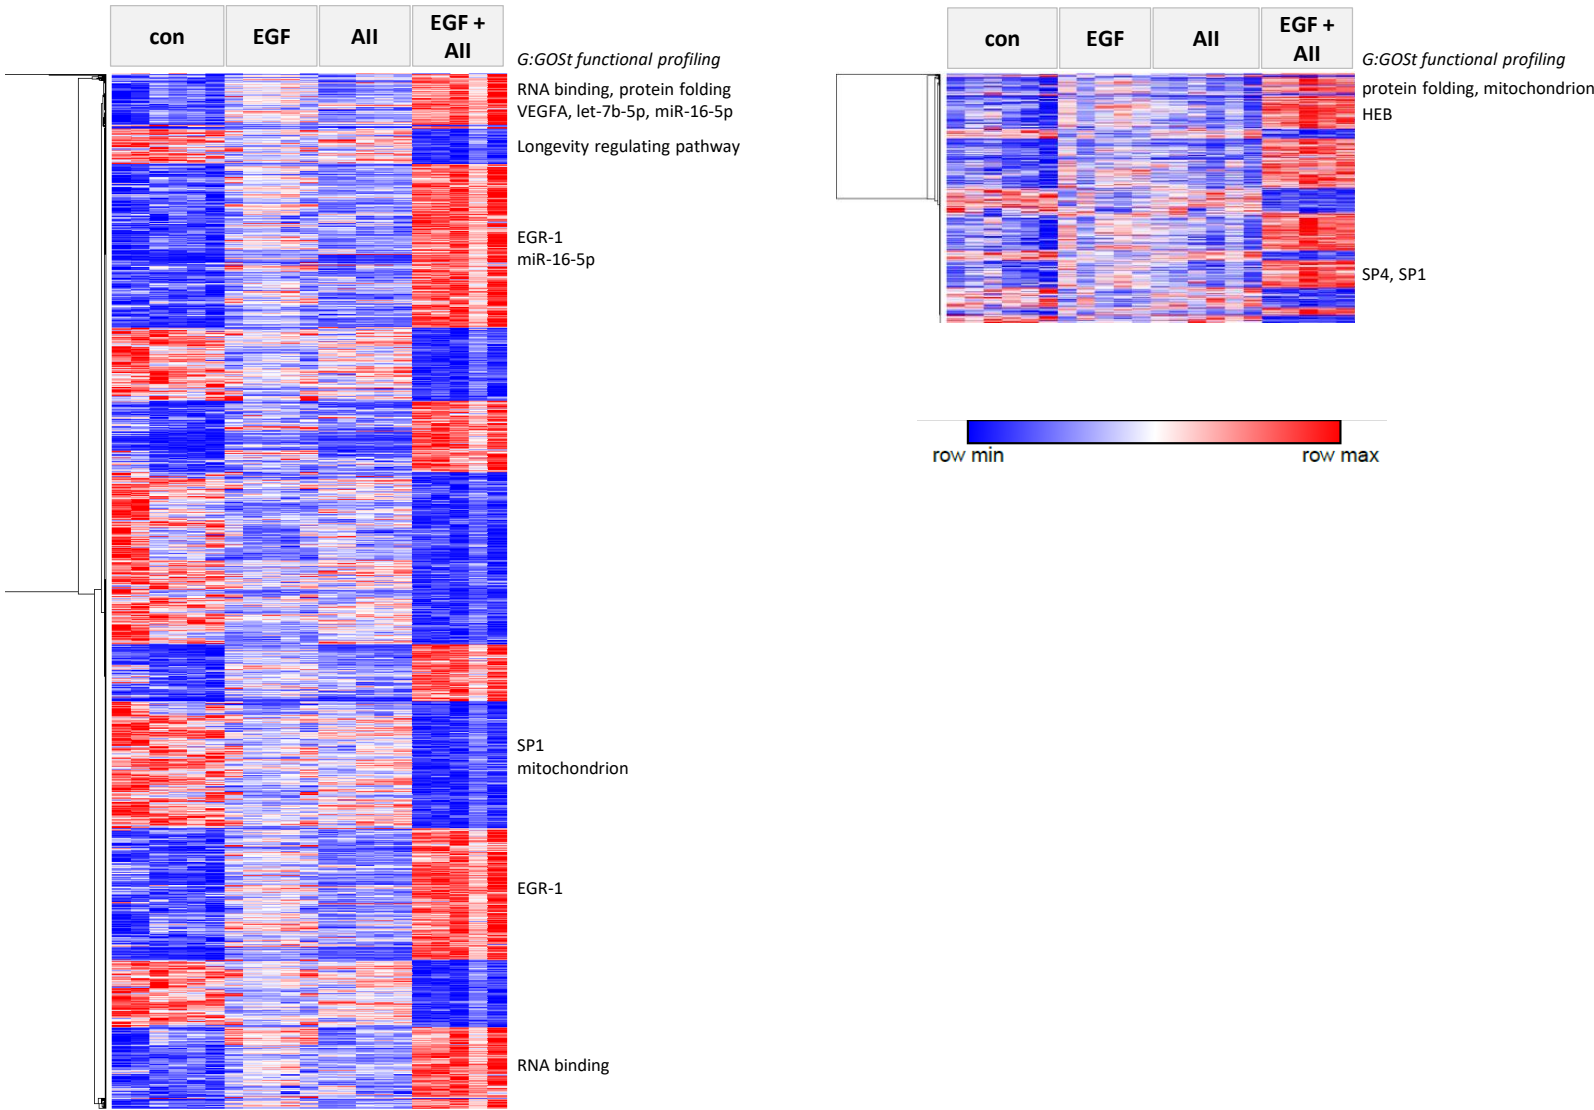 con
EGF
AII
EGF +
AII
G:GOSt functional profiling
RNA binding, protein folding
VEGFA, let-7b-5p, miR-16-5p
Longevity regulating pathway
EGR-1
miR-16-5p
SP1
mitochondrion
EGR-1
RNA binding
con
EGF
AII
EGF +
AII
G:GOSt functional profiling
protein folding, mitochondrion
HEB
SP4, SP1
row min
row max